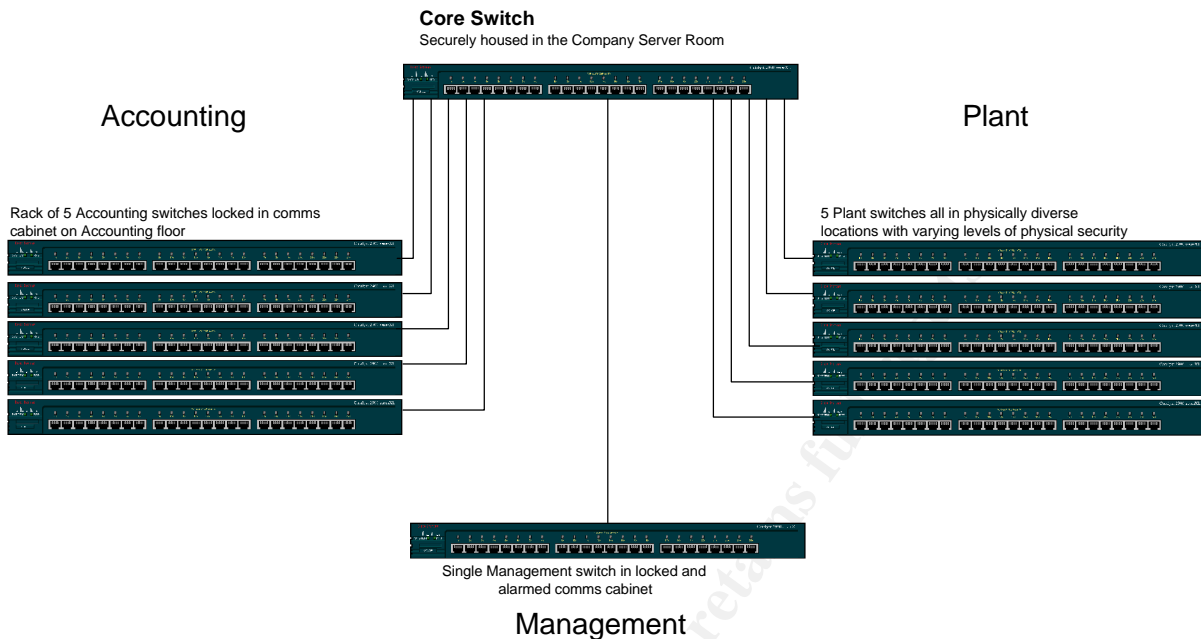 Core Switch
Securely housed in the Company Server Room
Accounting
Plant
Rack of 5 Accounting switches locked in comms
cabinet on Accounting floor
5 Plant switches all in physically diverse
locations with varying levels of physical security
Single Management switch in locked and
alarmed comms cabinet
Management